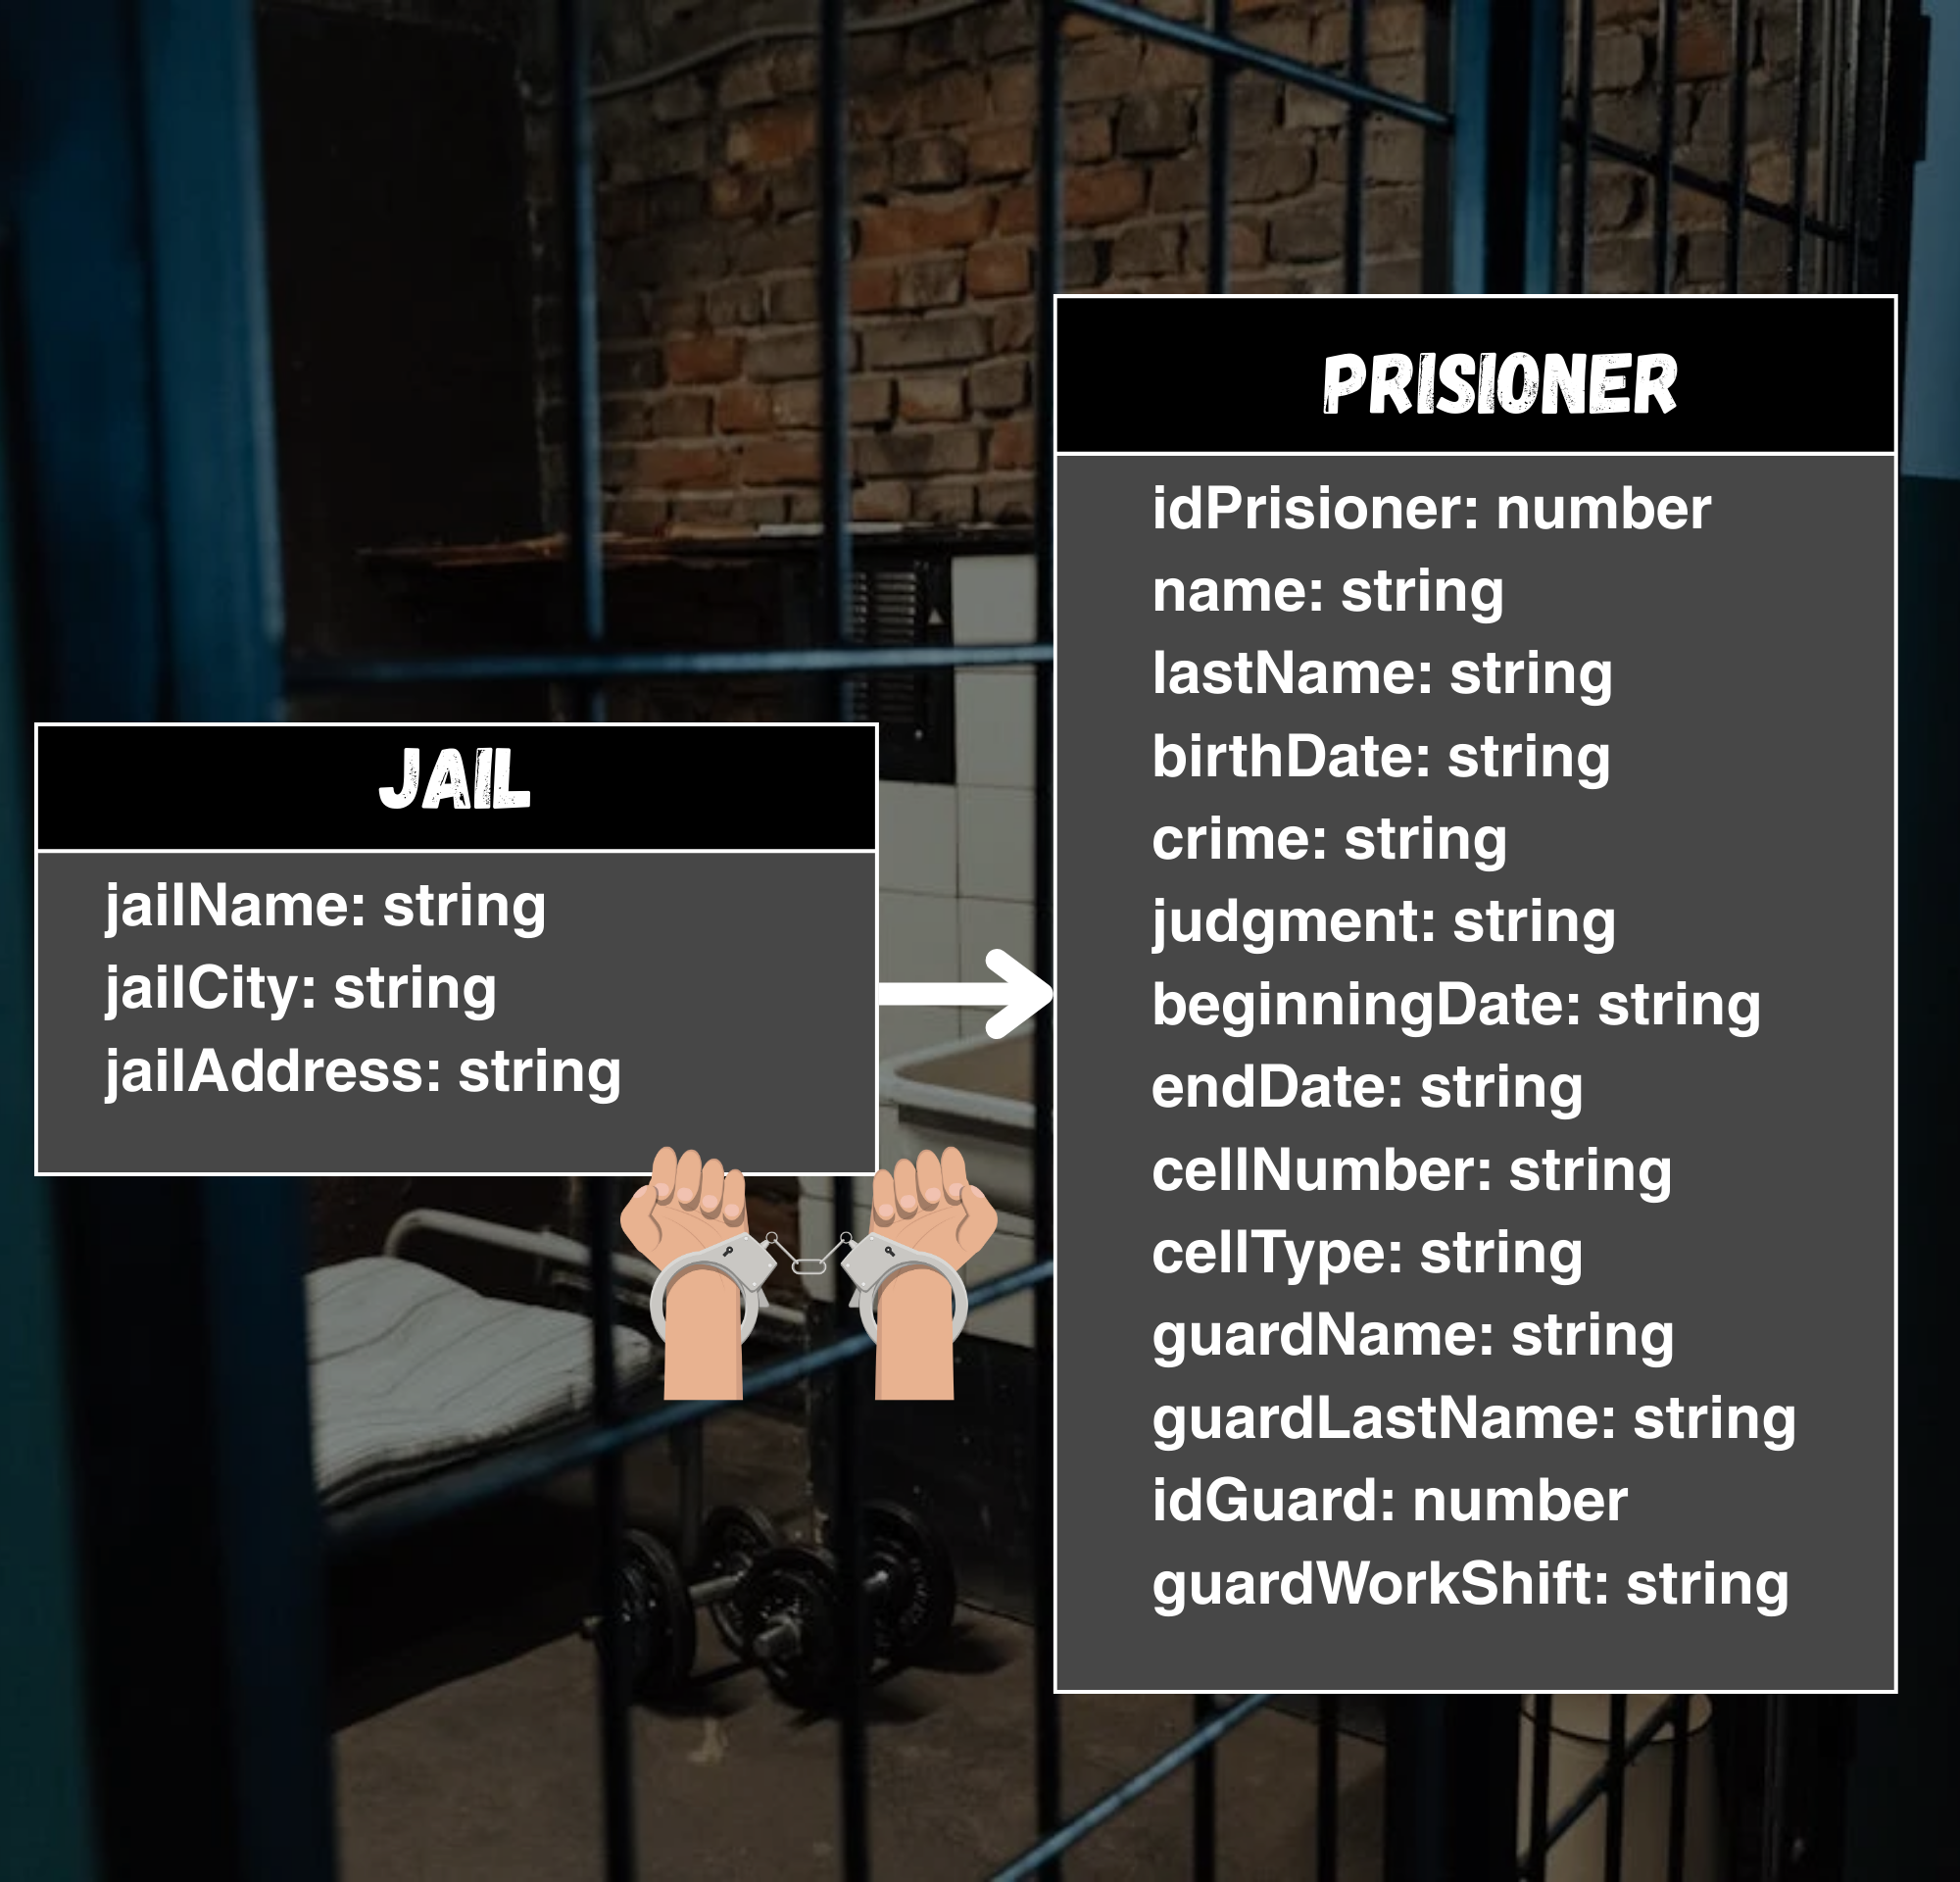 JAIL
jailName: string
jailCity: string
jailAddress: string
PRISIONER
idPrisioner: number
name: string
lastName: string
birthDate: string
crime: string
judgment: string
beginningDate: string
endDate: string
cellNumber: string
cellType: string
guardName: string
guardLastName: string
idGuard: number
guardWorkShift: string